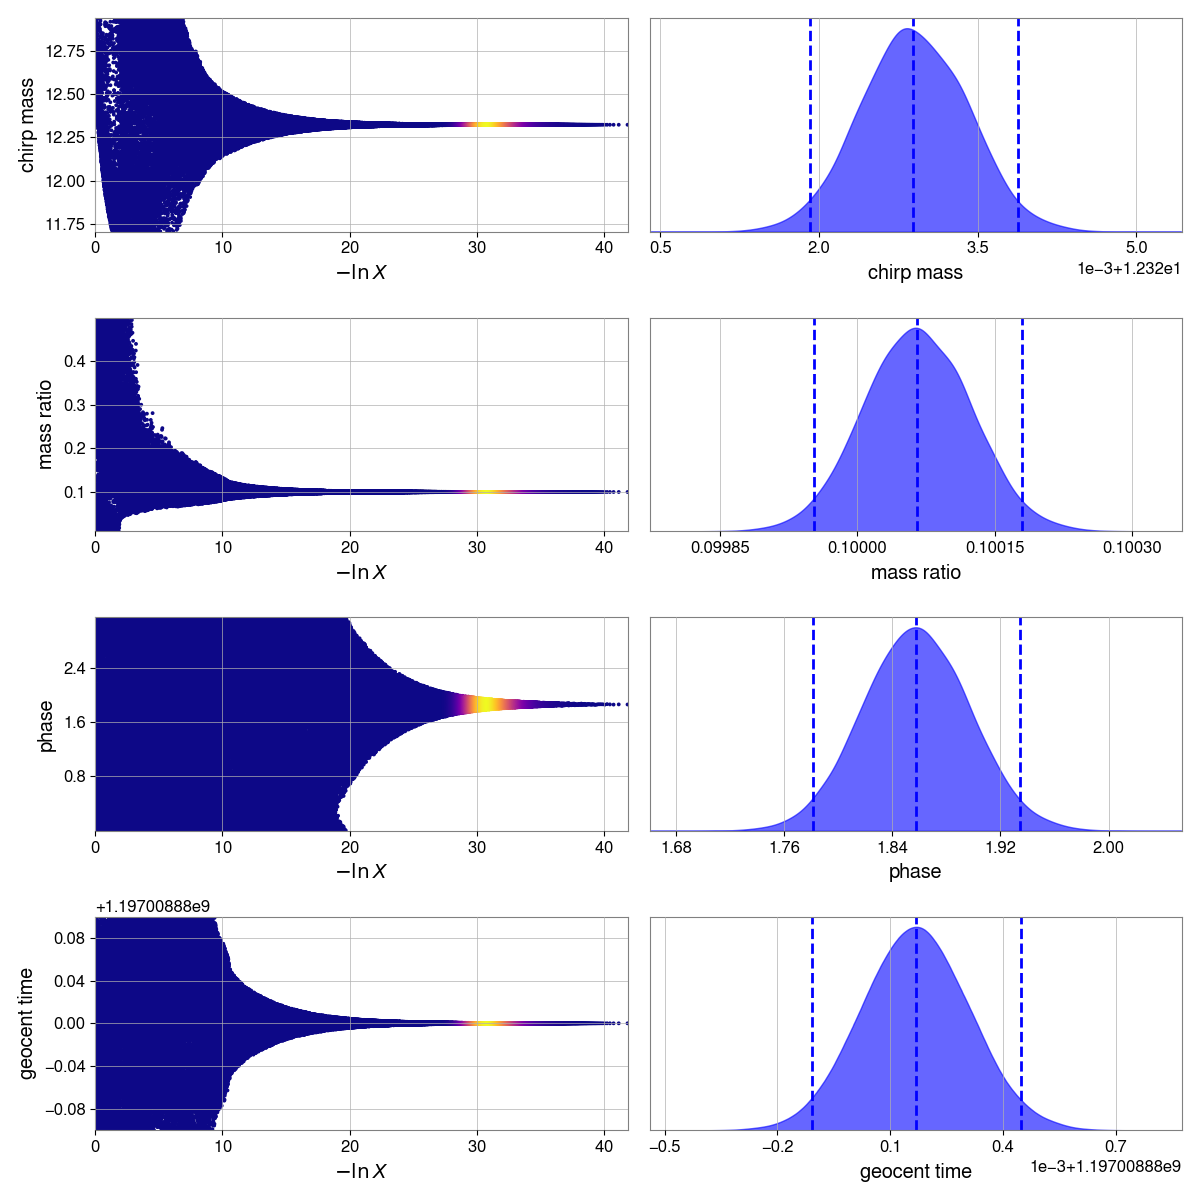 12.75
12.50
12.25
12.00
11.75
chirp mass
0 10 20 30 40
−ln X
0.5 2.0 3.5 5.0
1e−3+1.232e1
chirp mass
0.4
0.3
0.2
0.1
mass ratio
0 10 20 30 40
−ln X
0.09985 0.10000 0.10015 0.10030
mass ratio
2.4
1.6
0.8
phase
0 10 20 30 40
−ln X
1.68 1.76 1.84 1.92 2.00
phase
+1.19700888e9
0.08
0.04
0.00
−0.04
−0.08
geocent time
0 10 20 30 40
−ln X
−0.5 −0.2 0.1 0.4 0.7
1e−3+1.19700888e9
geocent time